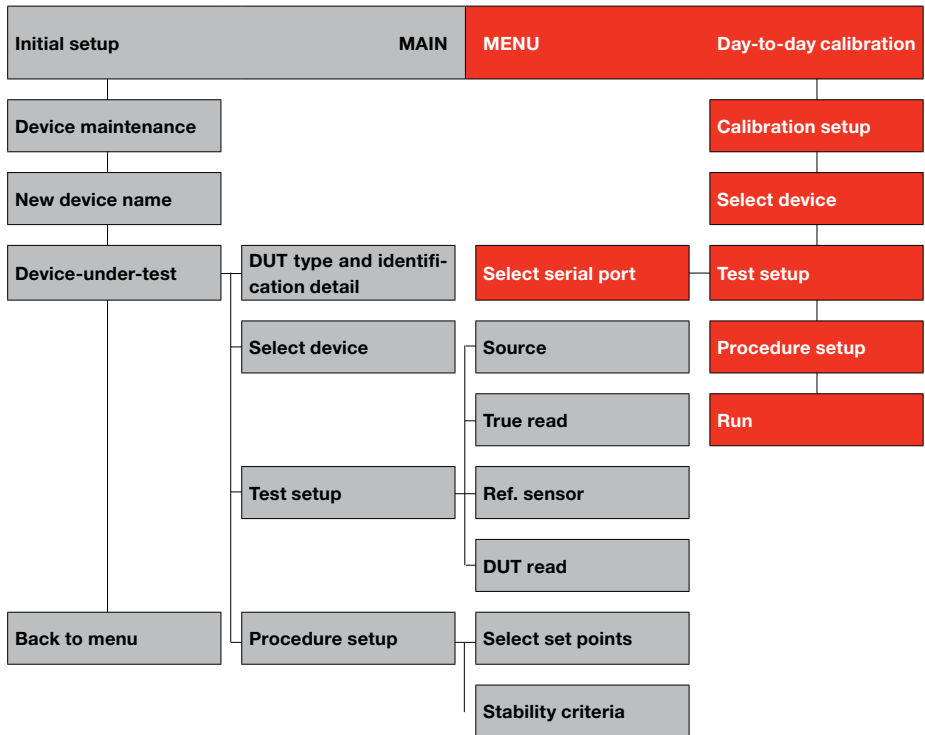 Initial setup MAIN MENU Day-to-day calibration
Device maintenance Calibration setup
New device name Select device
Device-under-test DUT type and identifi-
cation detail Select serial port Test setup
Select device Source Procedure setup
True read Run
Test setup Ref. sensor
DUT read
Back to menu Procedure setup Select set points
Stability criteria